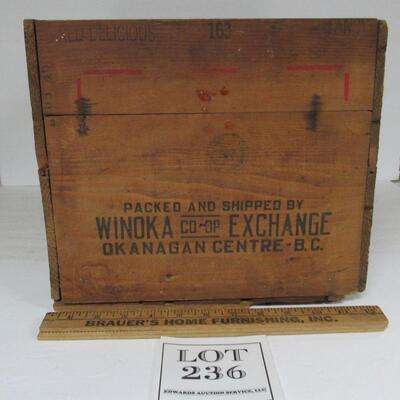 ED DELICIOUS 163
PACKED AND SHIPPED BY
WINOKA CO-OP EXCHANGE
OKANAGAN CENTRE - B.C.
BRAUER'S HOME FURNISHING, INC.
LOT
236
EDWARDS AUCTION SERVICE, LLC